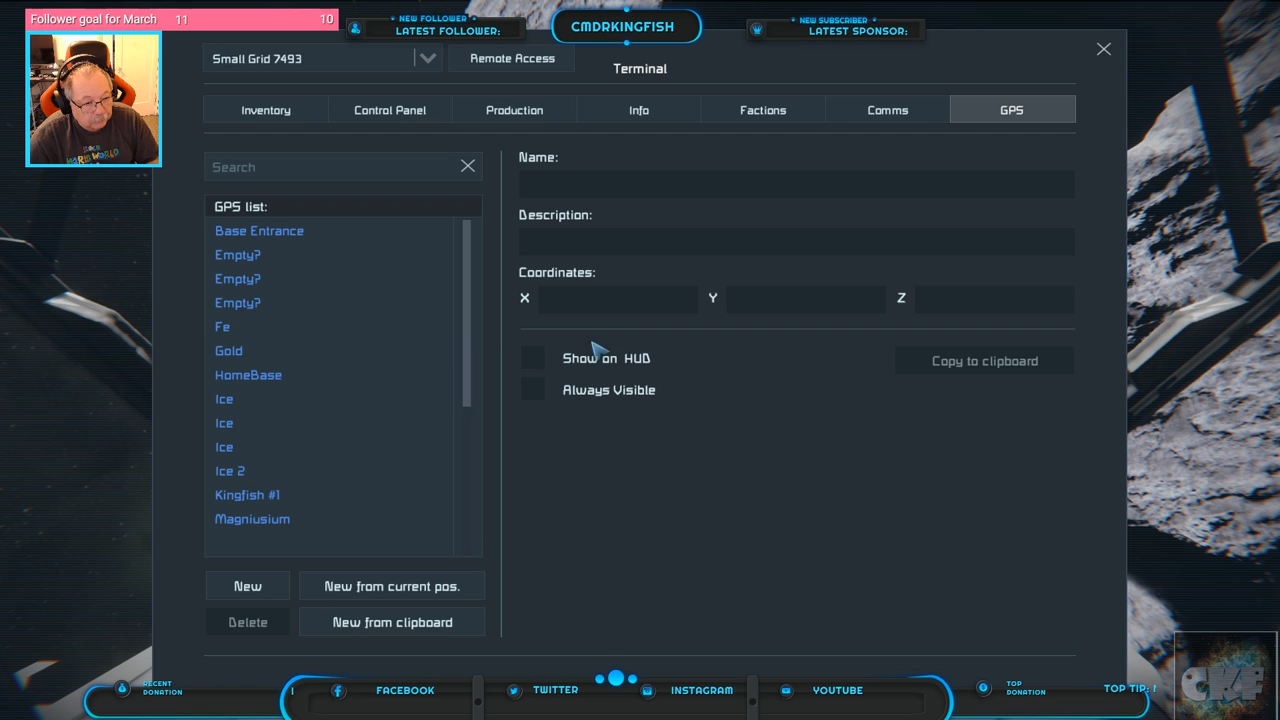 Follower goal for March 11 10
NEW FOLLOWER
LATEST FOLLOWER:
CMDRKINGFISH
NEW SUBSCRIBER
LATEST SPONSOR:
Small Grid 7493
Remote Access
Terminal
Inventory
Control Panel
Production
Info
Factions
Comms
GPS
Search
GPS list:
Base Entrance
Empty?
Empty?
Empty?
Fe
Gold
HomeBase
Ice
Ice
Ice
Ice 2
Kingfish #1
Magniusium
New
New from current pos.
Delete
New from clipboard
Name:
Description:
Coordinates:
X
Y
Z
Show on HUD
Always Visible
Copy to clipboard
RECENT
DONATION
FACEBOOK
TWITTER
INSTAGRAM
YOUTUBE
TOP
DONATION
TOP TIP:
CKF